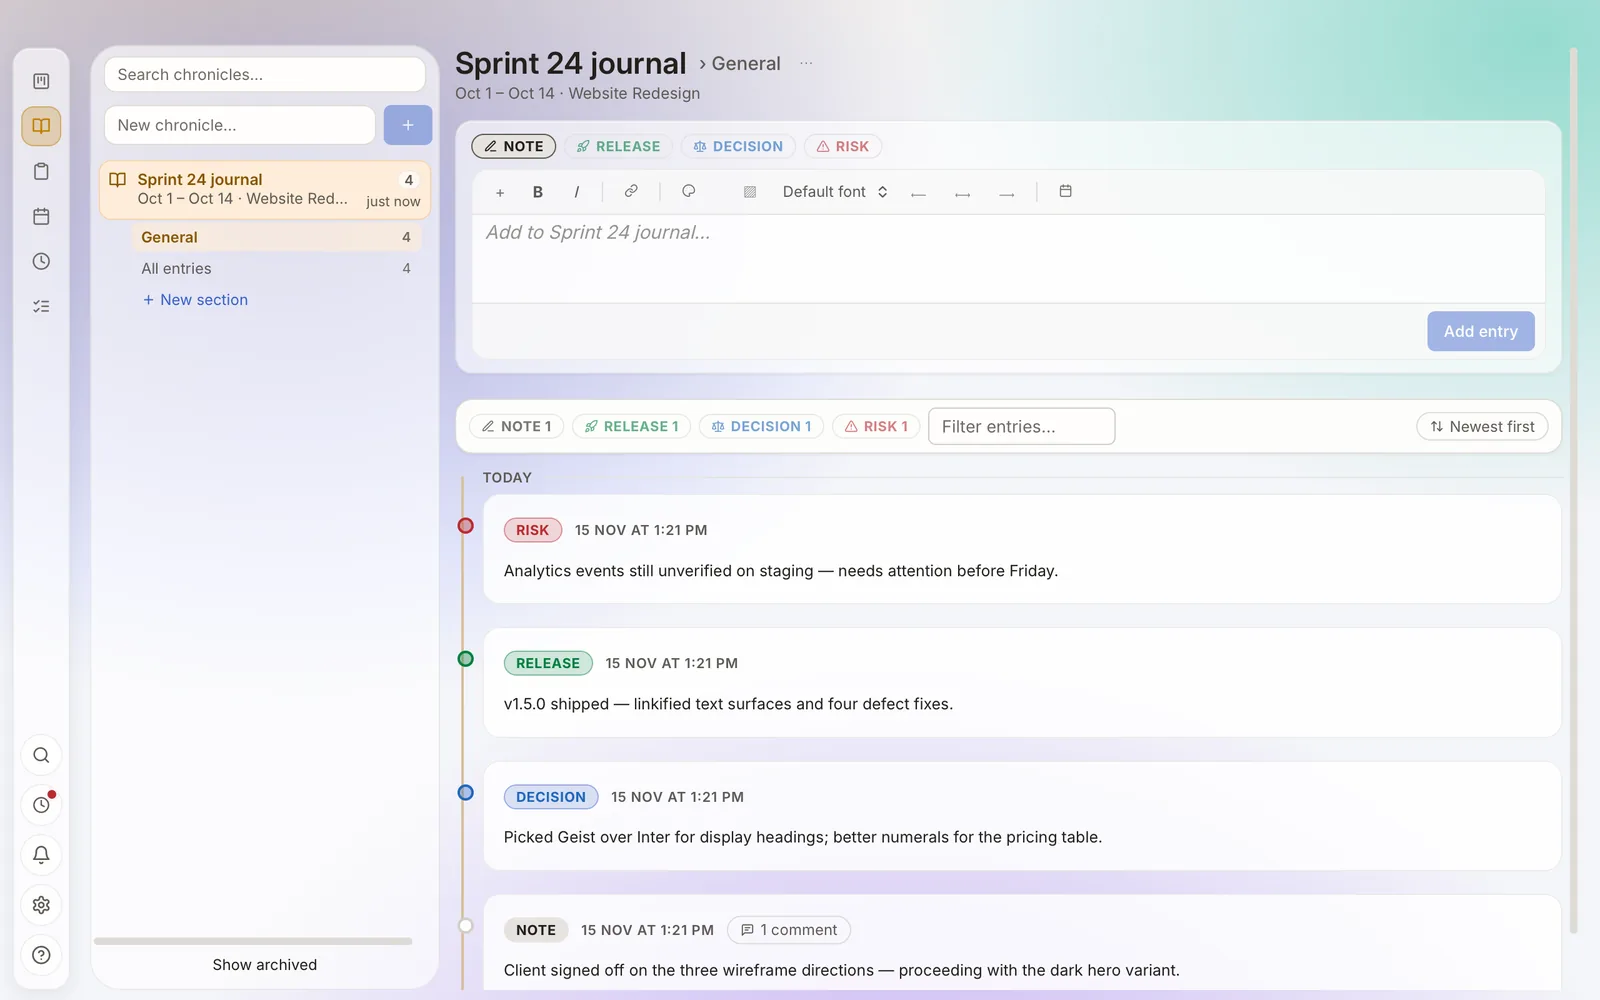 Search chronicles...
New chronicle...
+
Sprint 24 journal 4
Oct 1 – Oct 14 · Website Red... just now
General 4
All entries 4
+ New section
Show archived
Sprint 24 journal › General ···
Oct 1 – Oct 14 · Website Redesign
NOTE RELEASE DECISION RISK
+ B I Default font
Add to Sprint 24 journal...
Add entry
NOTE 1 RELEASE 1 DECISION 1 RISK 1 Filter entries... Newest first
TODAY
RISK 15 NOV AT 1:21 PM
Analytics events still unverified on staging — needs attention before Friday.
RELEASE 15 NOV AT 1:21 PM
v1.5.0 shipped — linkified text surfaces and four defect fixes.
DECISION 15 NOV AT 1:21 PM
Picked Geist over Inter for display headings; better numerals for the pricing table.
NOTE 15 NOV AT 1:21 PM 1 comment
Client signed off on the three wireframe directions — proceeding with the dark hero variant.